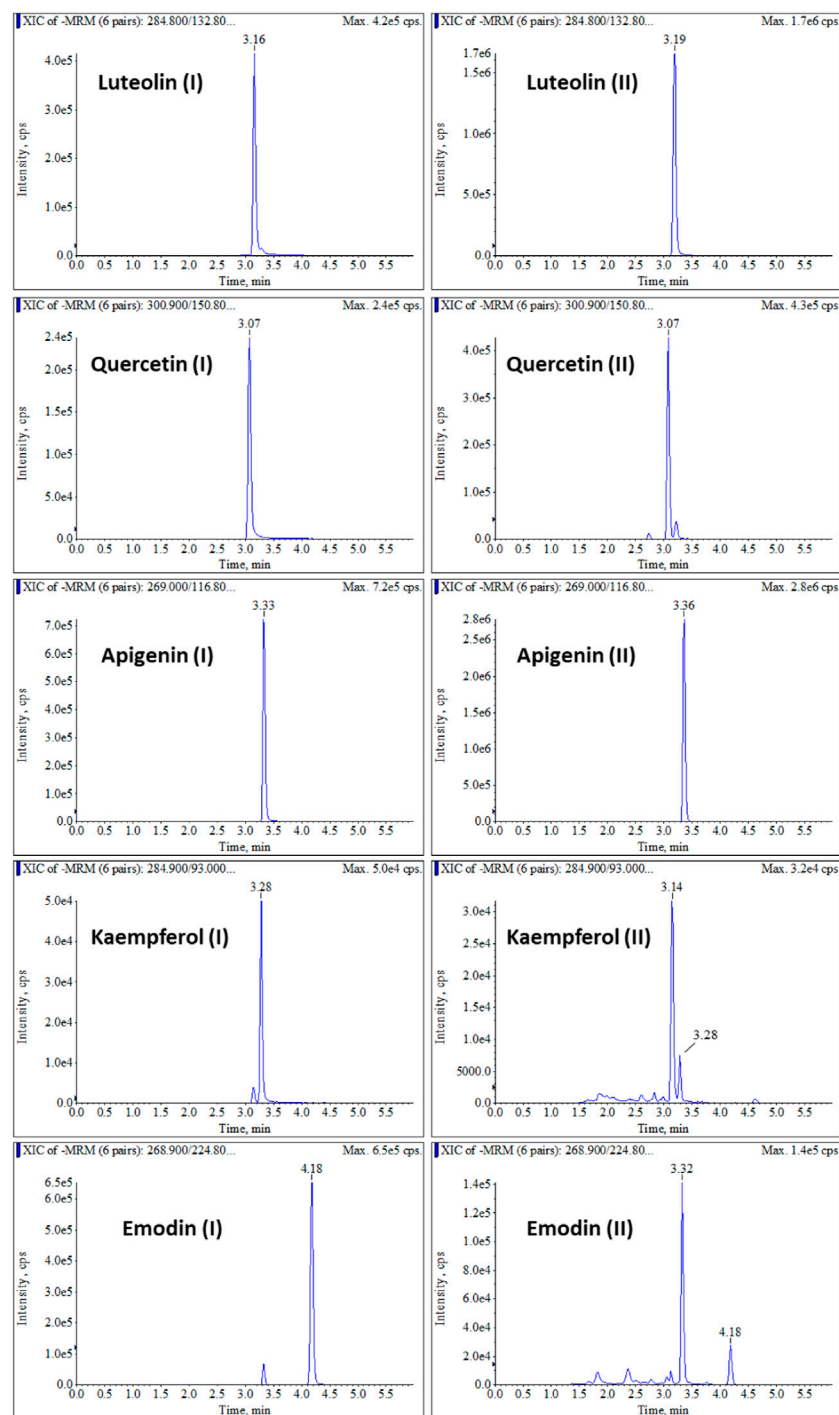 XIC of -MRM (6 pairs): 284.800/132.80... Max. 4.2e5 cps.
3.16
Luteolin (I)
Intensity, cps
4.0e5
3.0e5
2.0e5
1.0e5
0.0
0.0 0.5 1.0 1.5 2.0 2.5 3.0 3.5 4.0 4.5 5.0 5.5
Time, min
XIC of -MRM (6 pairs): 284.800/132.80... Max. 1.7e6 cps.
3.19
Luteolin (II)
Intensity, cps
1.7e6
1.5e6
1.0e6
5.0e5
0.0
0.0 0.5 1.0 1.5 2.0 2.5 3.0 3.5 4.0 4.5 5.0 5.5
Time, min
XIC of -MRM (6 pairs): 300.900/150.80... Max. 2.4e5 cps.
3.07
Quercetin (I)
Intensity, cps
2.4e5
2.0e5
1.5e5
1.0e5
5.0e4
0.0
0.0 0.5 1.0 1.5 2.0 2.5 3.0 3.5 4.0 4.5 5.0 5.5
Time, min
XIC of -MRM (6 pairs): 300.900/150.80... Max. 4.3e5 cps.
3.07
Quercetin (II)
Intensity, cps
4.0e5
3.0e5
2.0e5
1.0e5
0.0
0.0 0.5 1.0 1.5 2.0 2.5 3.0 3.5 4.0 4.5 5.0 5.5
Time, min
XIC of -MRM (6 pairs): 269.000/116.80... Max. 7.2e5 cps.
3.33
Apigenin (I)
Intensity, cps
7.0e5
6.0e5
5.0e5
4.0e5
3.0e5
2.0e5
1.0e5
0.0
0.0 0.5 1.0 1.5 2.0 2.5 3.0 3.5 4.0 4.5 5.0 5.5
Time, min
XIC of -MRM (6 pairs): 269.000/116.80... Max. 2.8e6 cps.
3.36
Apigenin (II)
Intensity, cps
2.8e6
2.5e6
2.0e6
1.5e6
1.0e6
5.0e5
0.0
0.0 0.5 1.0 1.5 2.0 2.5 3.0 3.5 4.0 4.5 5.0 5.5
Time, min
XIC of -MRM (6 pairs): 284.900/93.000... Max. 5.0e4 cps.
3.28
Kaempferol (I)
Intensity, cps
5.0e4
4.0e4
3.0e4
2.0e4
1.0e4
0.0
0.0 0.5 1.0 1.5 2.0 2.5 3.0 3.5 4.0 4.5 5.0 5.5
Time, min
XIC of -MRM (6 pairs): 284.900/93.000... Max. 3.2e4 cps.
3.14
Kaempferol (II)
3.28
Intensity, cps
3.0e4
2.5e4
2.0e4
1.5e4
1.0e4
5000.0
0.0
0.0 0.5 1.0 1.5 2.0 2.5 3.0 3.5 4.0 4.5 5.0 5.5
Time, min
XIC of -MRM (6 pairs): 268.900/224.80... Max. 6.5e5 cps.
4.18
Emodin (I)
Intensity, cps
6.5e5
6.0e5
5.0e5
4.0e5
3.0e5
2.0e5
1.0e5
0.0
0.0 0.5 1.0 1.5 2.0 2.5 3.0 3.5 4.0 4.5 5.0 5.5
Time, min
XIC of -MRM (6 pairs): 268.900/224.80... Max. 1.4e5 cps.
3.32
Emodin (II)
4.18
Intensity, cps
1.4e5
1.2e5
1.0e5
8.0e4
6.0e4
4.0e4
2.0e4
0.0
0.0 0.5 1.0 1.5 2.0 2.5 3.0 3.5 4.0 4.5 5.0 5.5
Time, min